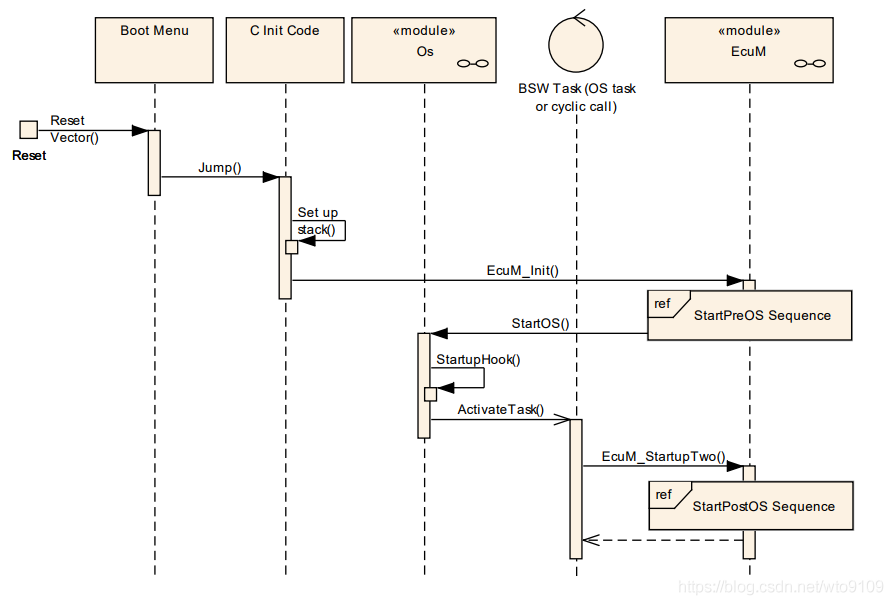 Boot Menu
C Init Code
«module»
Os
BSW Task (OS task
or cyclic call)
«module»
EcuM
Reset
Vector()
Reset
Jump()
Set up
stack()
EcuM_Init()
ref
StartPreOS Sequence
StartOS()
StartupHook()
ActivateTask()
EcuM_StartupTwo()
ref
StartPostOS Sequence
https://blog.csdn.net/wto9109